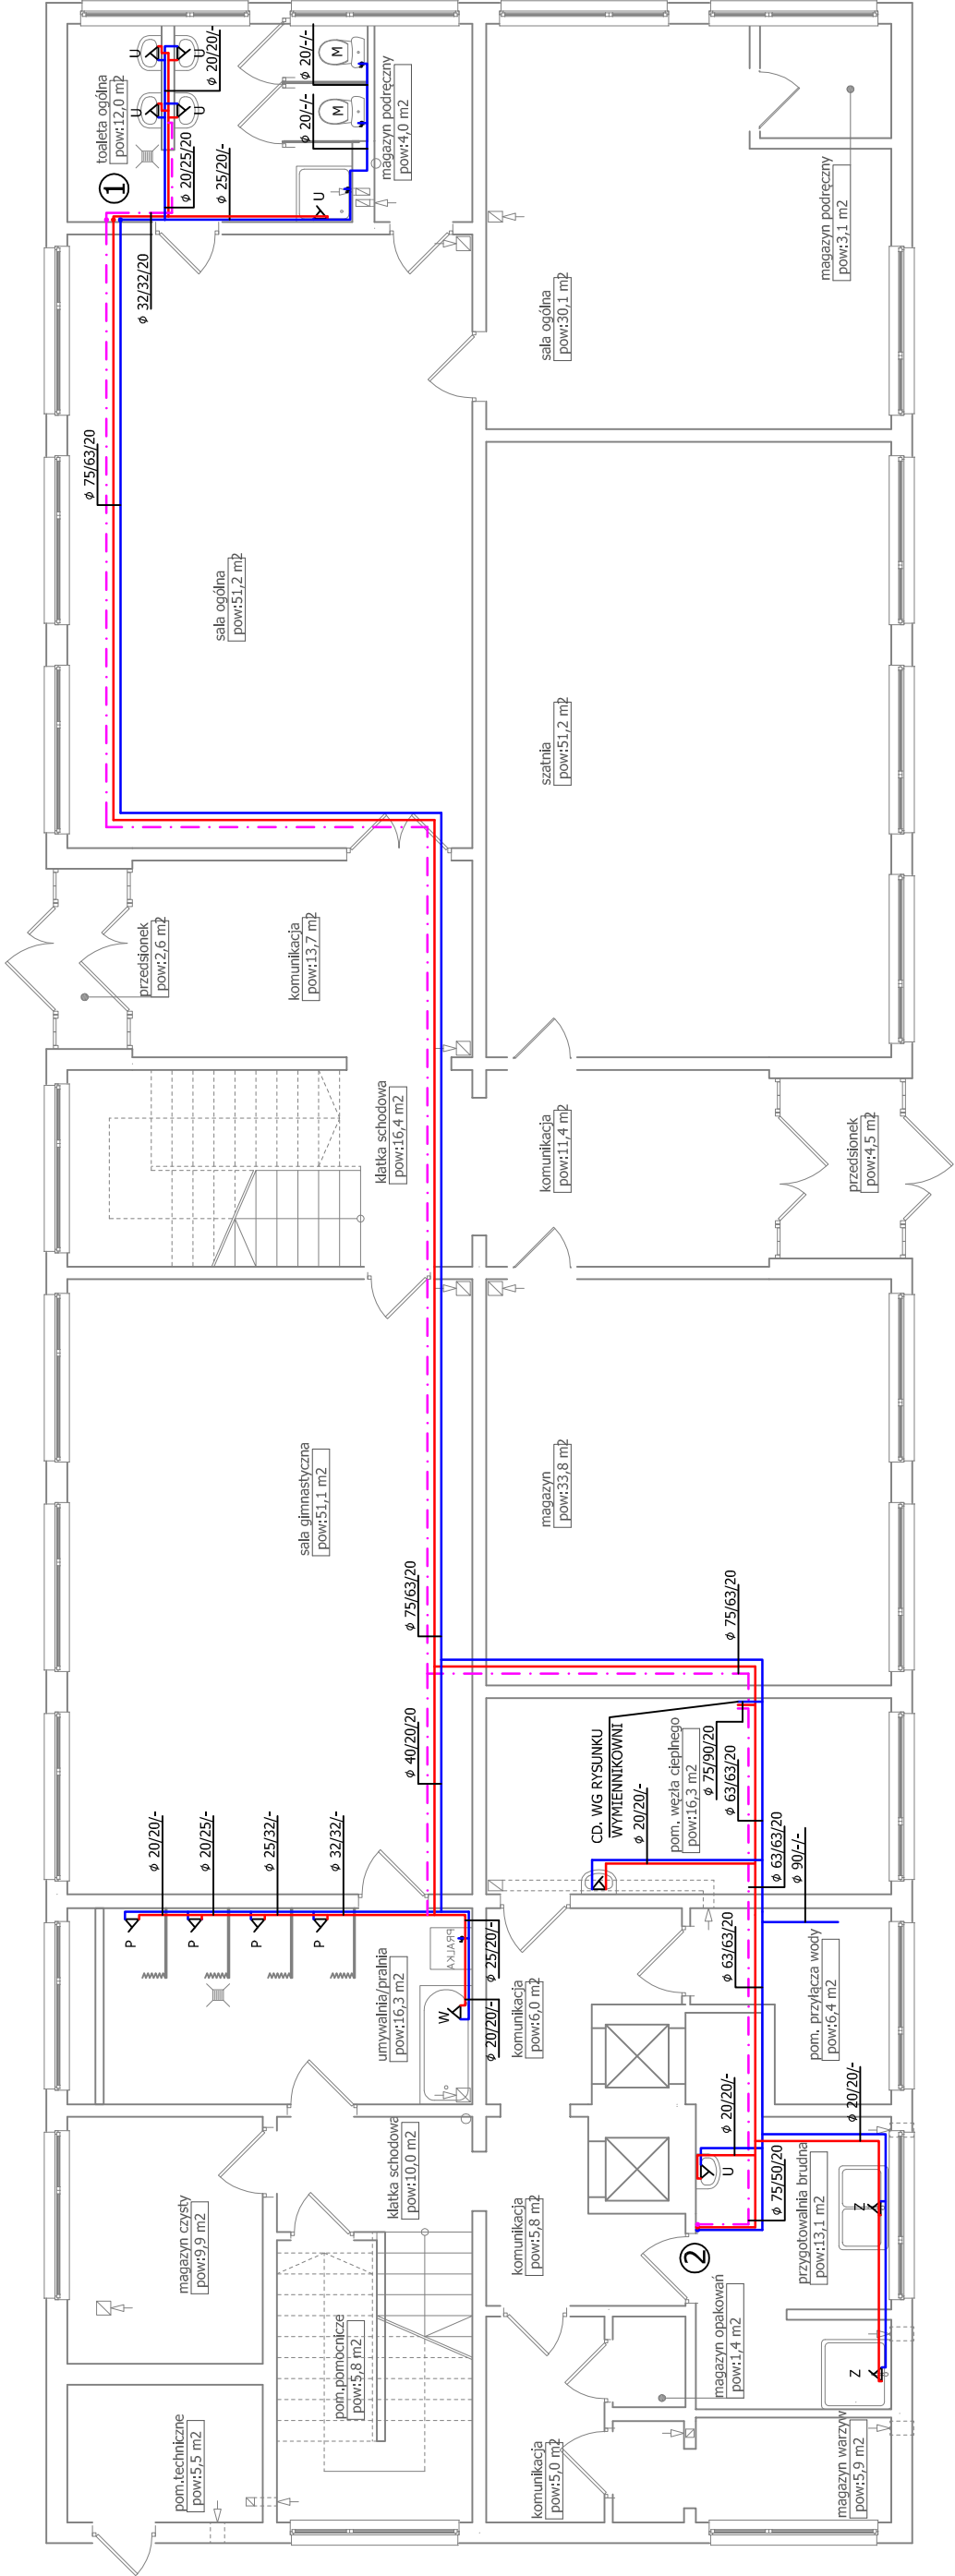 toaleta ogólna
pow:12,0 m2
U
U
U
U
ϕ 20/20/-
M
M
ϕ 20/-/-
ϕ 20/-/-
magazyn podręczny
pow:4,0 m2
①
ϕ 20/25/20
ϕ 25/20/-
U
ϕ 32/32/20
magazyn podręczny
pow:3,1 m2
sala ogólna
pow:30,1 m2
ϕ 75/63/20
sala ogólna
pow:51,2 m2
szatnia
pow:51,2 m2
przedsionek
pow:2,6 m2
komunikacja
pow:13,7 m2
klatka schodowa
pow:16,4 m2
komunikacja
pow:11,4 m2
przedsionek
pow:4,5 m2
sala gimnastyczna
pow:51,1 m2
magazyn
pow:33,8 m2
ϕ 75/63/20
ϕ 75/63/20
ϕ 40/20/20
CD. WG RYSUNKU
WYMIENNIKOWNI
ϕ 20/20/-
pom. węzła cieplnego
pow:16,3 m2
ϕ 75/90/20
ϕ 63/63/20
ϕ 20/20/-
ϕ 20/25/-
ϕ 25/32/-
ϕ 32/32/-
ϕ 63/63/20
ϕ 90/-/-
P
P
P
P
PRALKA
umywalnia/pralnia
pow:16,3 m2
W
ϕ 25/20/-
ϕ 20/20/-
komunikacja
pow:6,0 m2
ϕ 63/63/20
pom. przyłącza wody
pow:6,4 m2
ϕ 20/20/-
ϕ 20/20/-
U
magazyn czysty
pow:9,9 m2
klatka schodowa
pow:10,0 m2
komunikacja
pow:5,8 m2
②
ϕ 75/50/20
przygotowalnia brudna
pow:13,1 m2
Z
Z
pom.pomocnicze
pow:5,8 m2
magazyn opakowań
pow:1,4 m2
pom.techniczne
pow:5,5 m2
komunikacja
pow:5,0 m2
magazyn warzyw
pow:5,9 m2